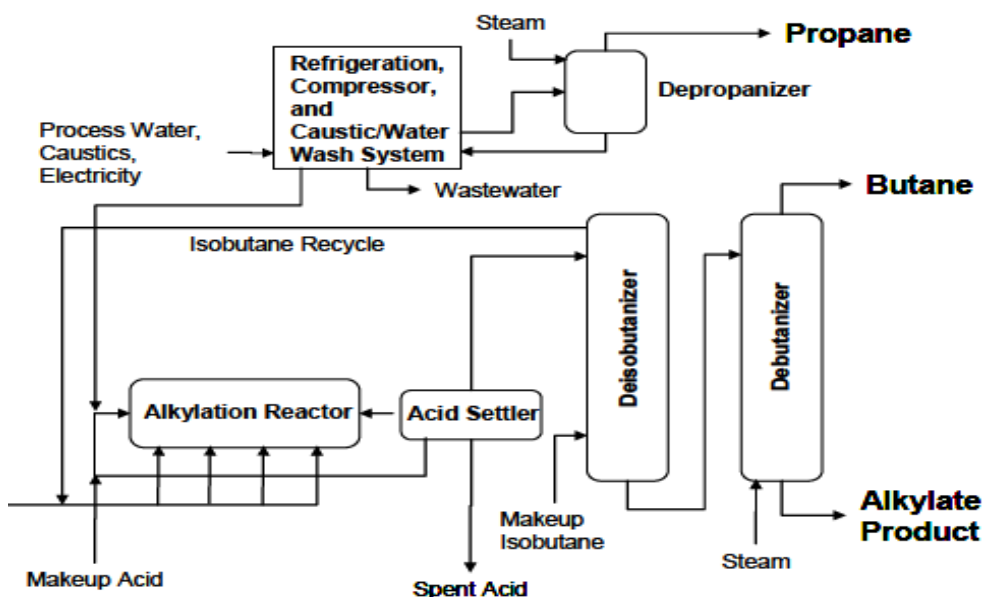 Steam
Propane
Refrigeration,
Compressor,
and
Caustic/Water
Wash System
Depropanizer
Process Water,
Caustics,
Electricity
Wastewater
Butane
Isobutane Recycle
Deisobutanizer
Debutanizer
Alkylation Reactor
Acid Settler
Makeup
Isobutane
Alkylate
Product
Steam
Makeup Acid
Spent Acid